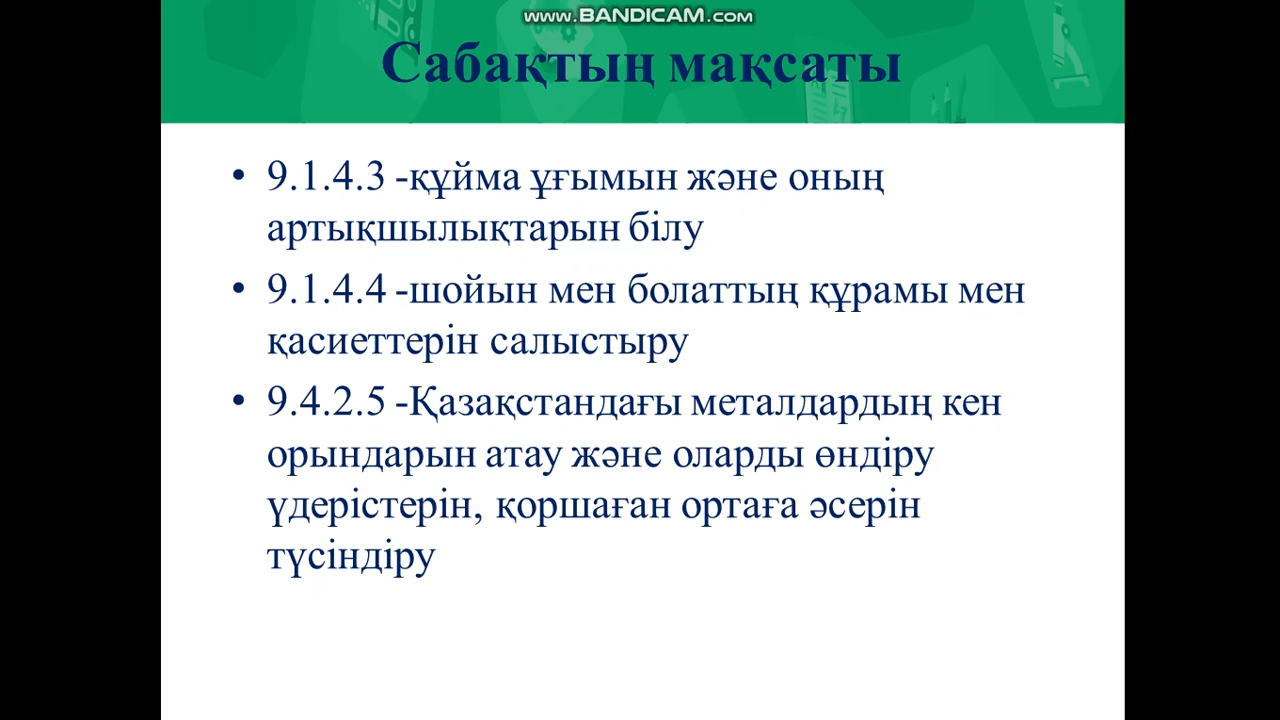 www.BANDICAM.com
Сабақтың мақсаты
• 9.1.4.3 -құйма ұғымын және оның
артықшылықтарын білу
• 9.1.4.4 -шойын мен болаттың құрамы мен
қасиеттерін салыстыру
• 9.4.2.5 -Қазақстандағы металдардың кен
орындарын атау және оларды өндіру
үдерістерін, қоршаған ортаға әсерін
түсіндіру